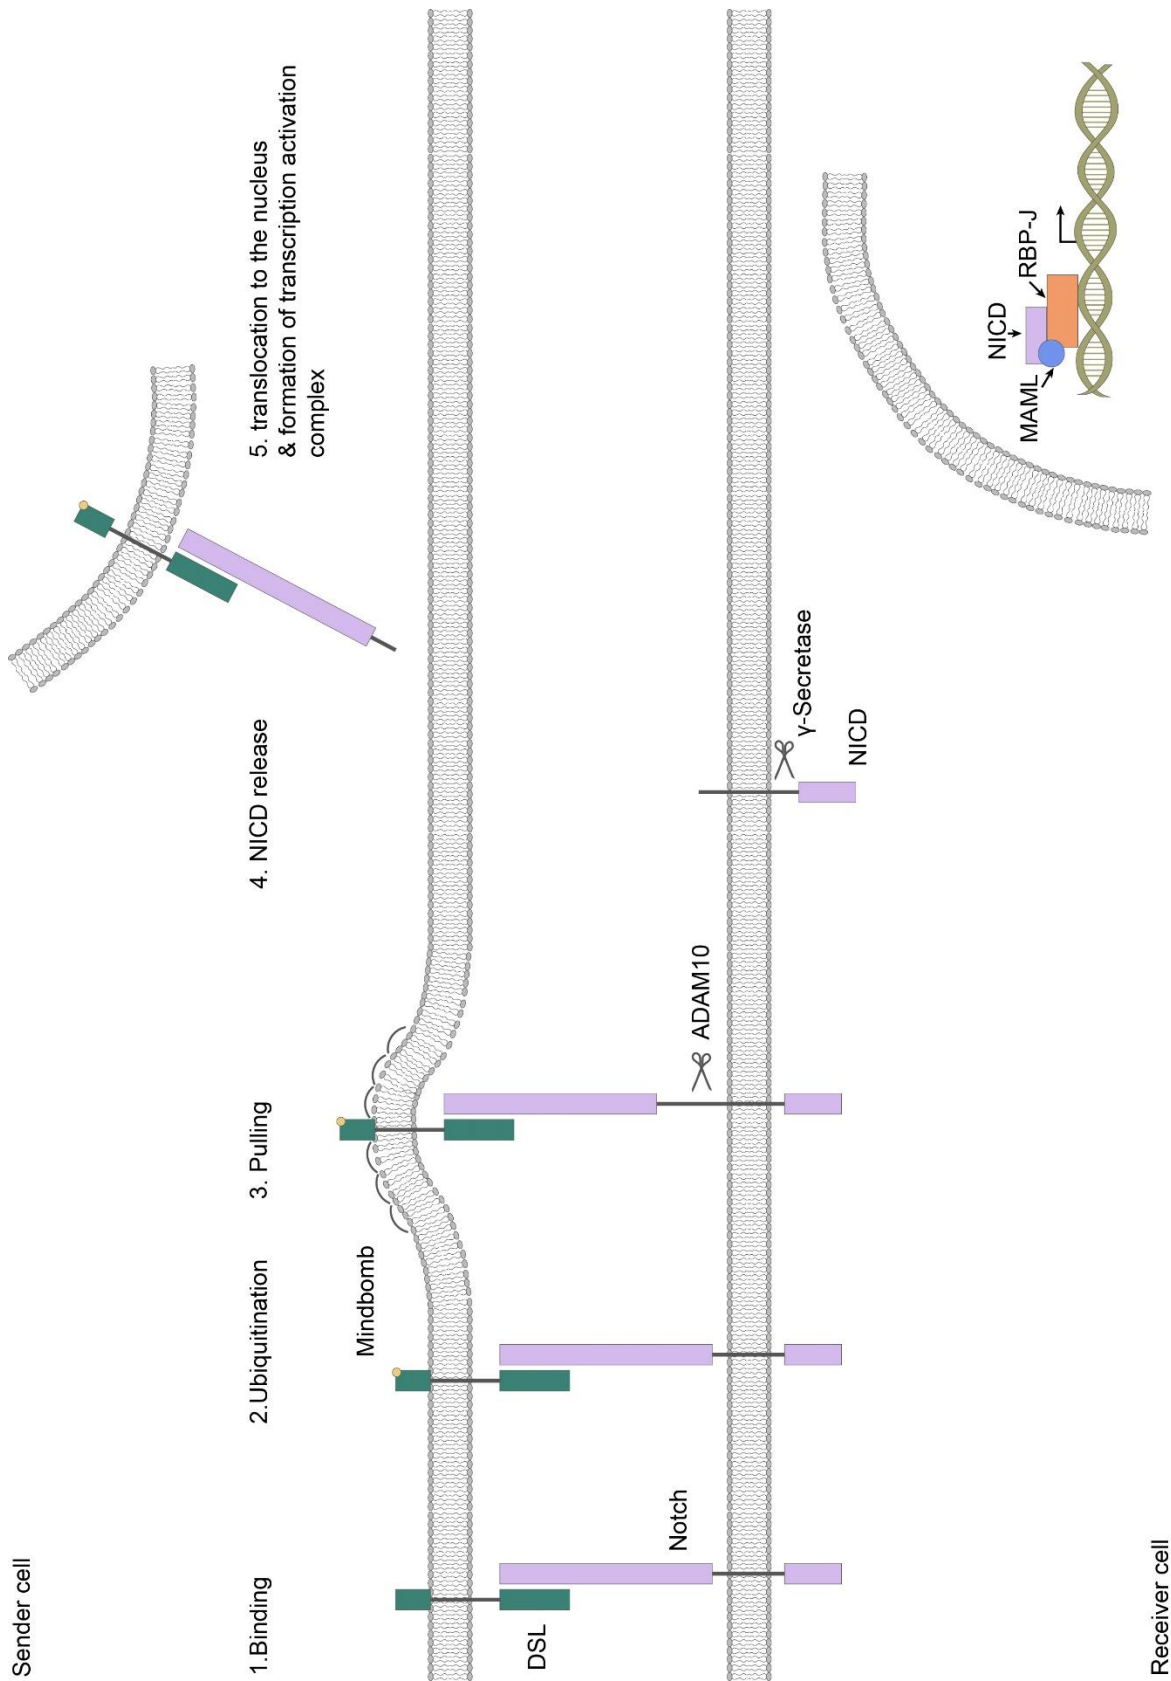 Sender cell
1.Binding
2.Ubiquitination
3. Pulling
4. NICD release
5. translocation to the nucleus
& formation of transcription activation
complex
Mindbomb
DSL
Notch
ADAM10
γ-Secretase
NICD
NICD
MAML
RBP-J
Receiver cell